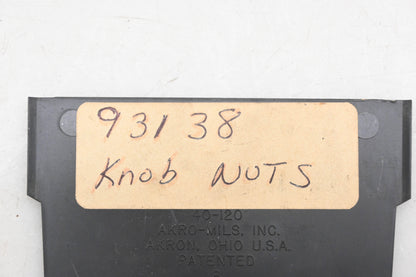 93138
Knob NUTS
40-120
AKRO-MILS, INC.
AKRON, OHIO U.S.A.
PATENTED